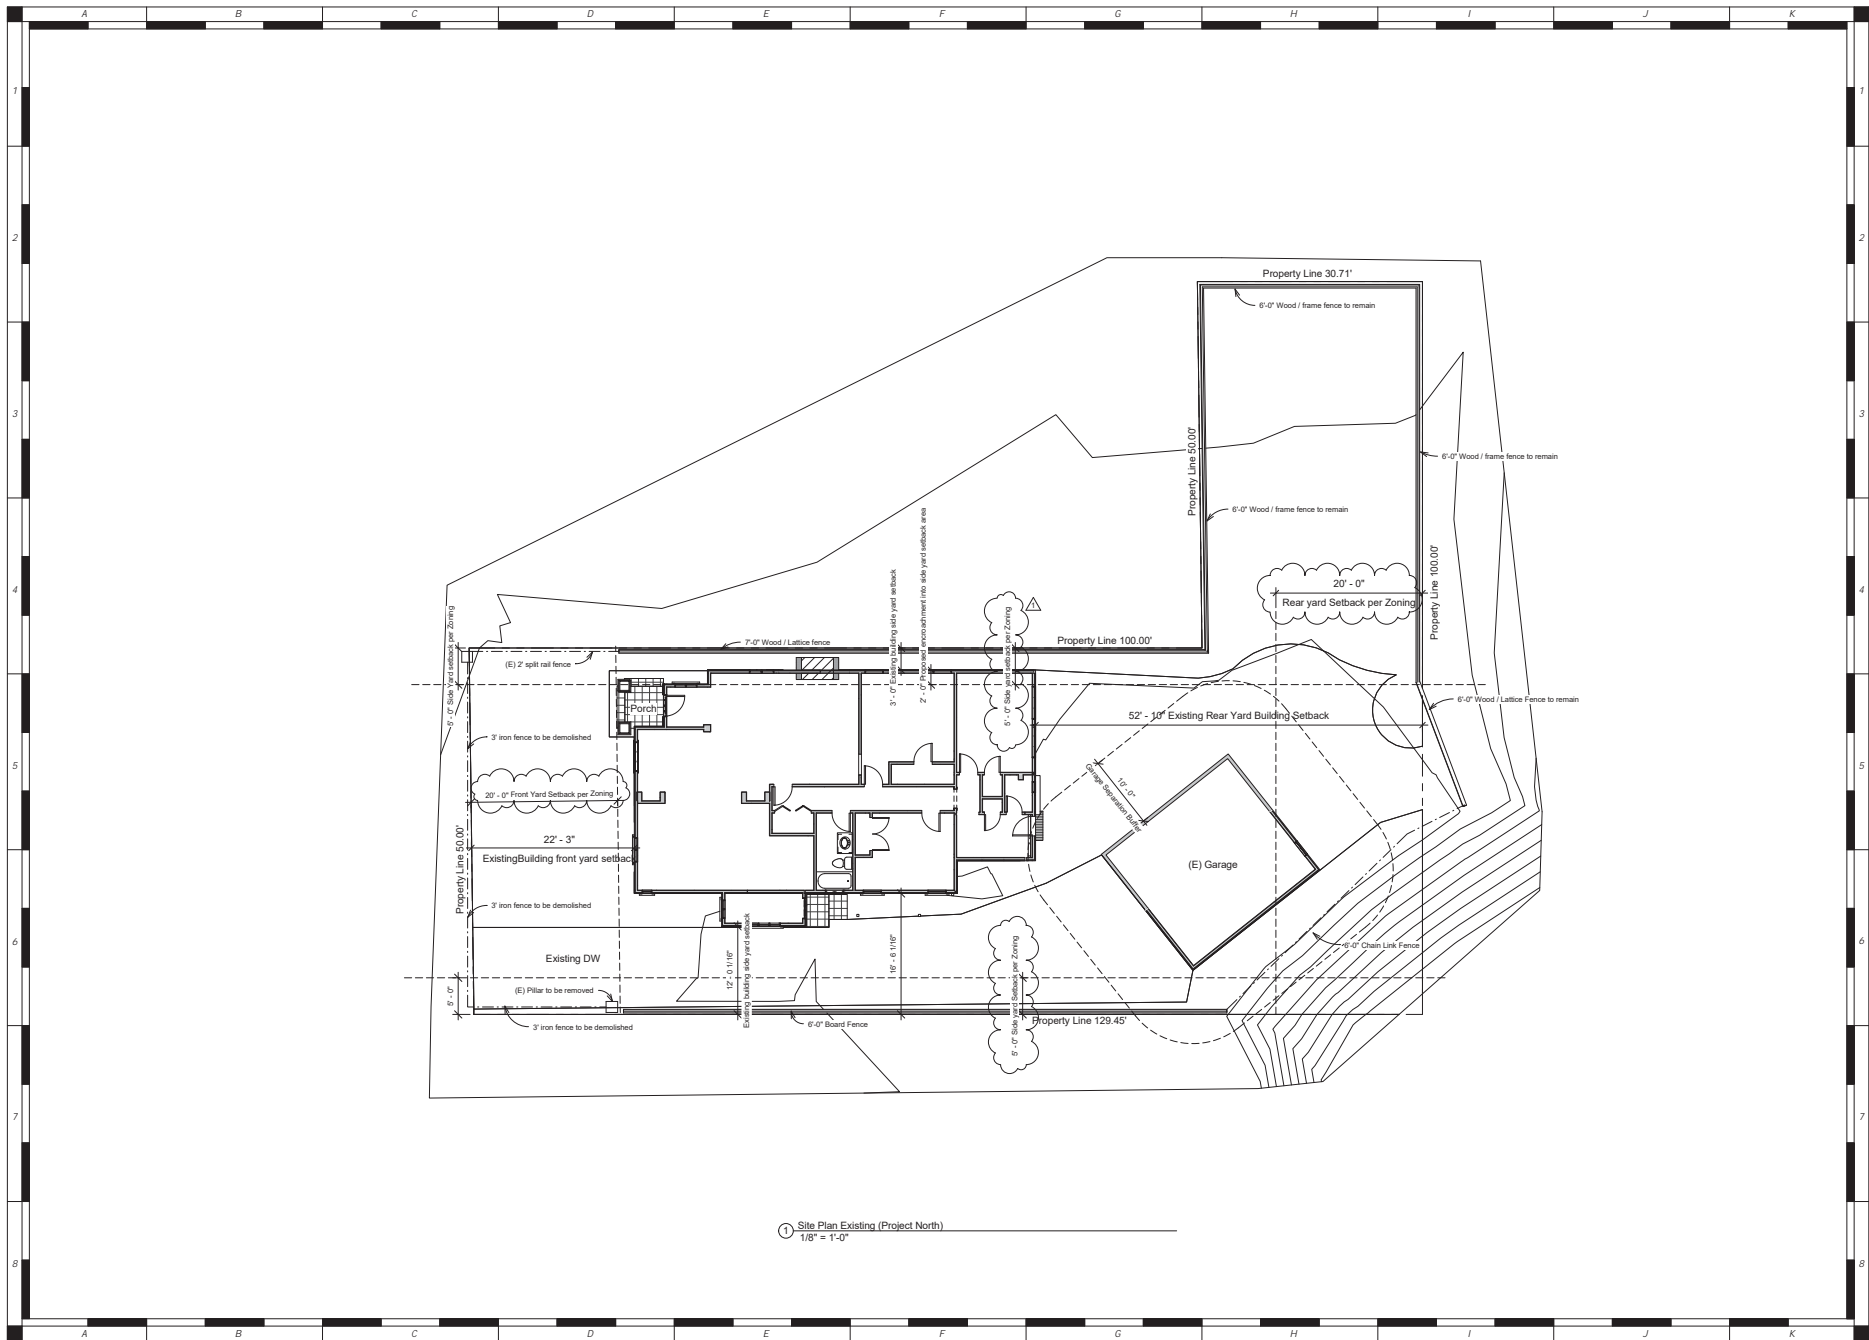 A B C D E F G H I J K
1 1
2 2
Property Line 30.71'
6'-0" Wood / frame fence to remain
3 3
Property Line 50.00'
6'-0" Wood / frame fence to remain
6'-0" Wood / frame fence to remain
Property Line 100.00'
4 4
20' - 0"
Rear yard Setback per Zoning
5' - 0" Side yard setback per Zoning
3' - 0" Existing building side yard setback
2' - 0" Proposed encroachment into side yard setback area
5' - 0" Side yard setback per Zoning
1
7'-0" Wood / Lattice fence
Property Line 100.00'
(E) 2' split rail fence
6'-0" Wood / Lattice Fence to remain
Porch
52' - 10" Existing Rear Yard Building Setback
3' iron fence to be demolished
5 5
10' - 0"
Garage Separation Buffer
20' - 0" Front Yard Setback per Zoning
22' - 3"
ExistingBuilding front yard setback
Property Line 50.00'
(E) Garage
3' iron fence to be demolished
6 6
6'-0" Chain Link Fence
Existing DW
12' - 0 1/16"
Existing building side yard setback
16' - 6 1/16"
5' - 0" Side yard Setback per Zoning
(E) Pillar to be removed
5' - 0"
3' iron fence to be demolished
6'-0" Board Fence
Property Line 129.45'
7 7
1 Site Plan Existing (Project North)
1/8" = 1'-0"
8 8
A B C D E F G H I J K